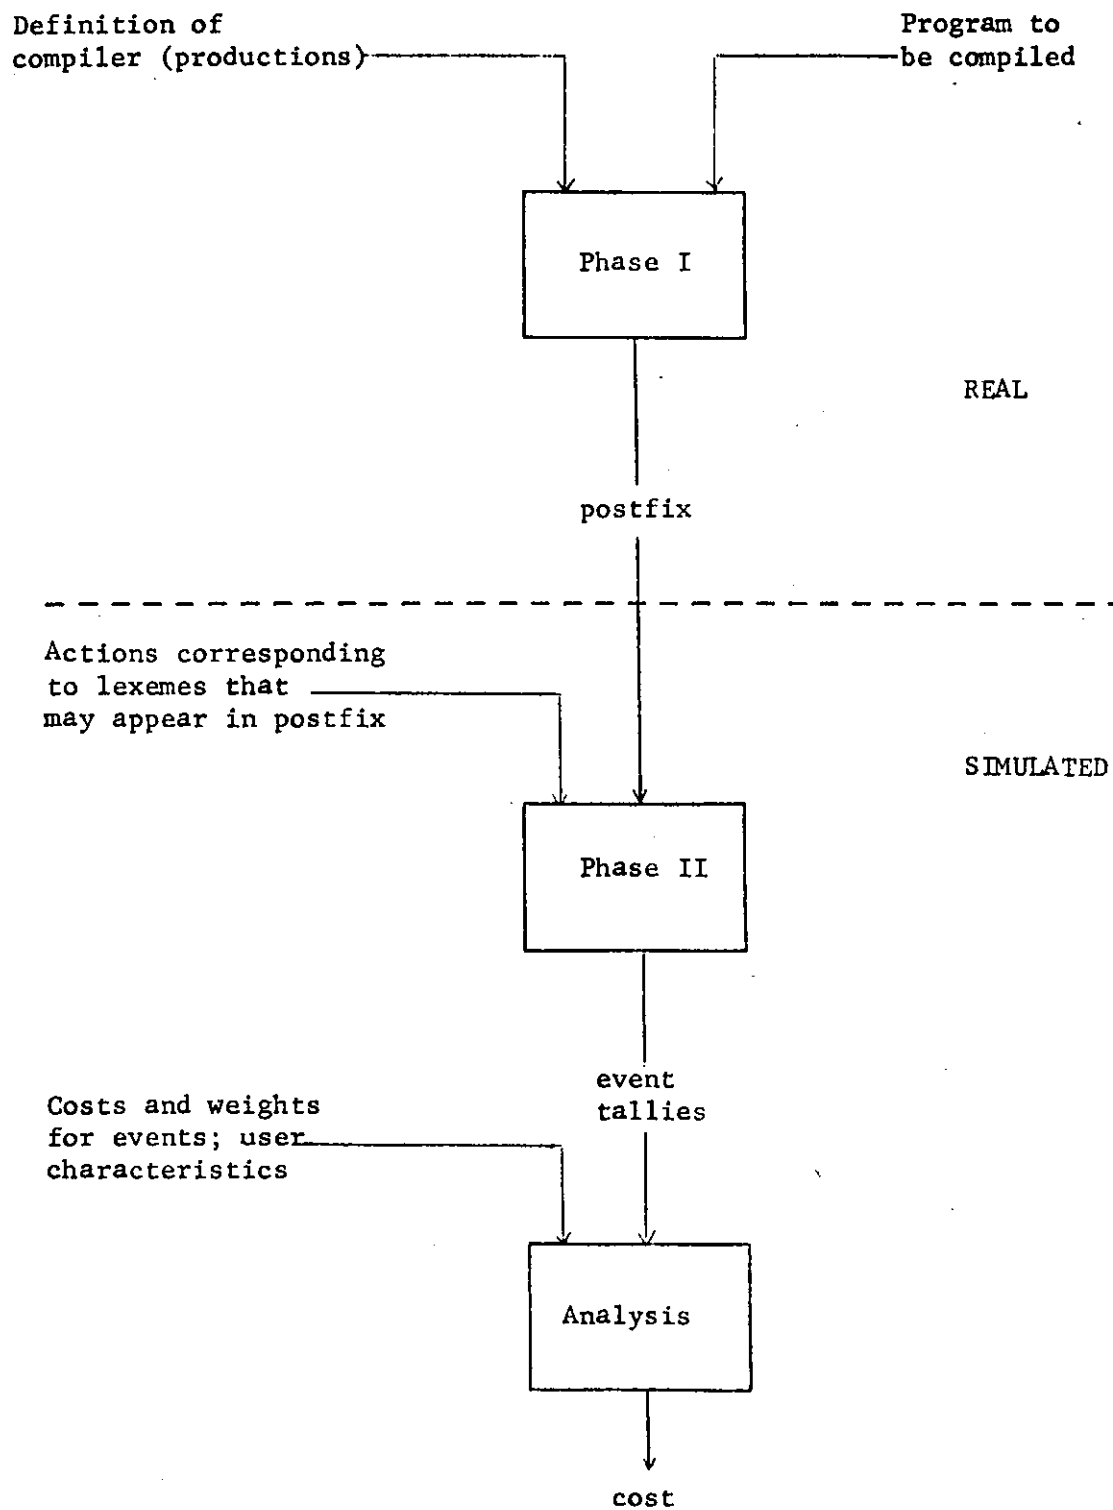 Definition of
compiler (productions)
Program to
be compiled
Phase I
REAL
postfix
Actions corresponding
to lexemes that
may appear in postfix
SIMULATED
Phase II
event
tallies
Costs and weights
for events; user
characteristics
Analysis
cost